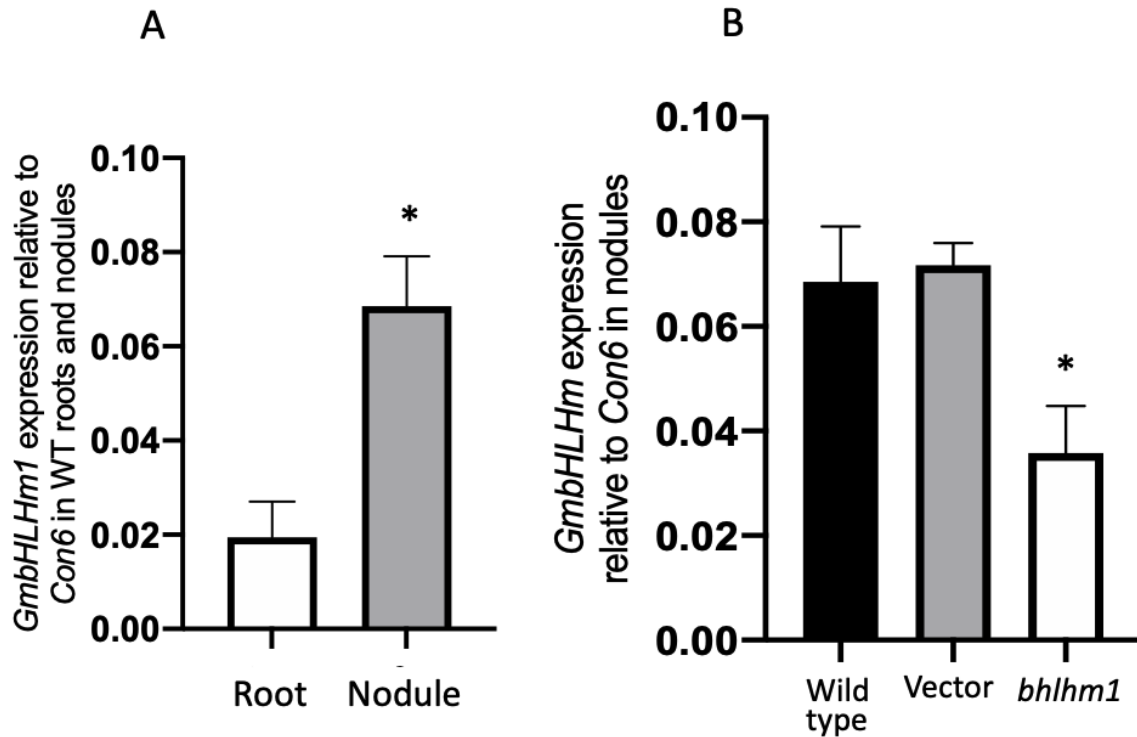 A
GmbHLHm1 expression relative to
Con6 in WT roots and nodules
0.10
0.08
0.06
0.04
0.02
0.00
*
Root
Nodule
B
GmbHLHm expression
relative to Con6 in nodules
0.10
0.08
0.06
0.04
0.02
0.00
*
Wild
type
Vector
bhlhm1